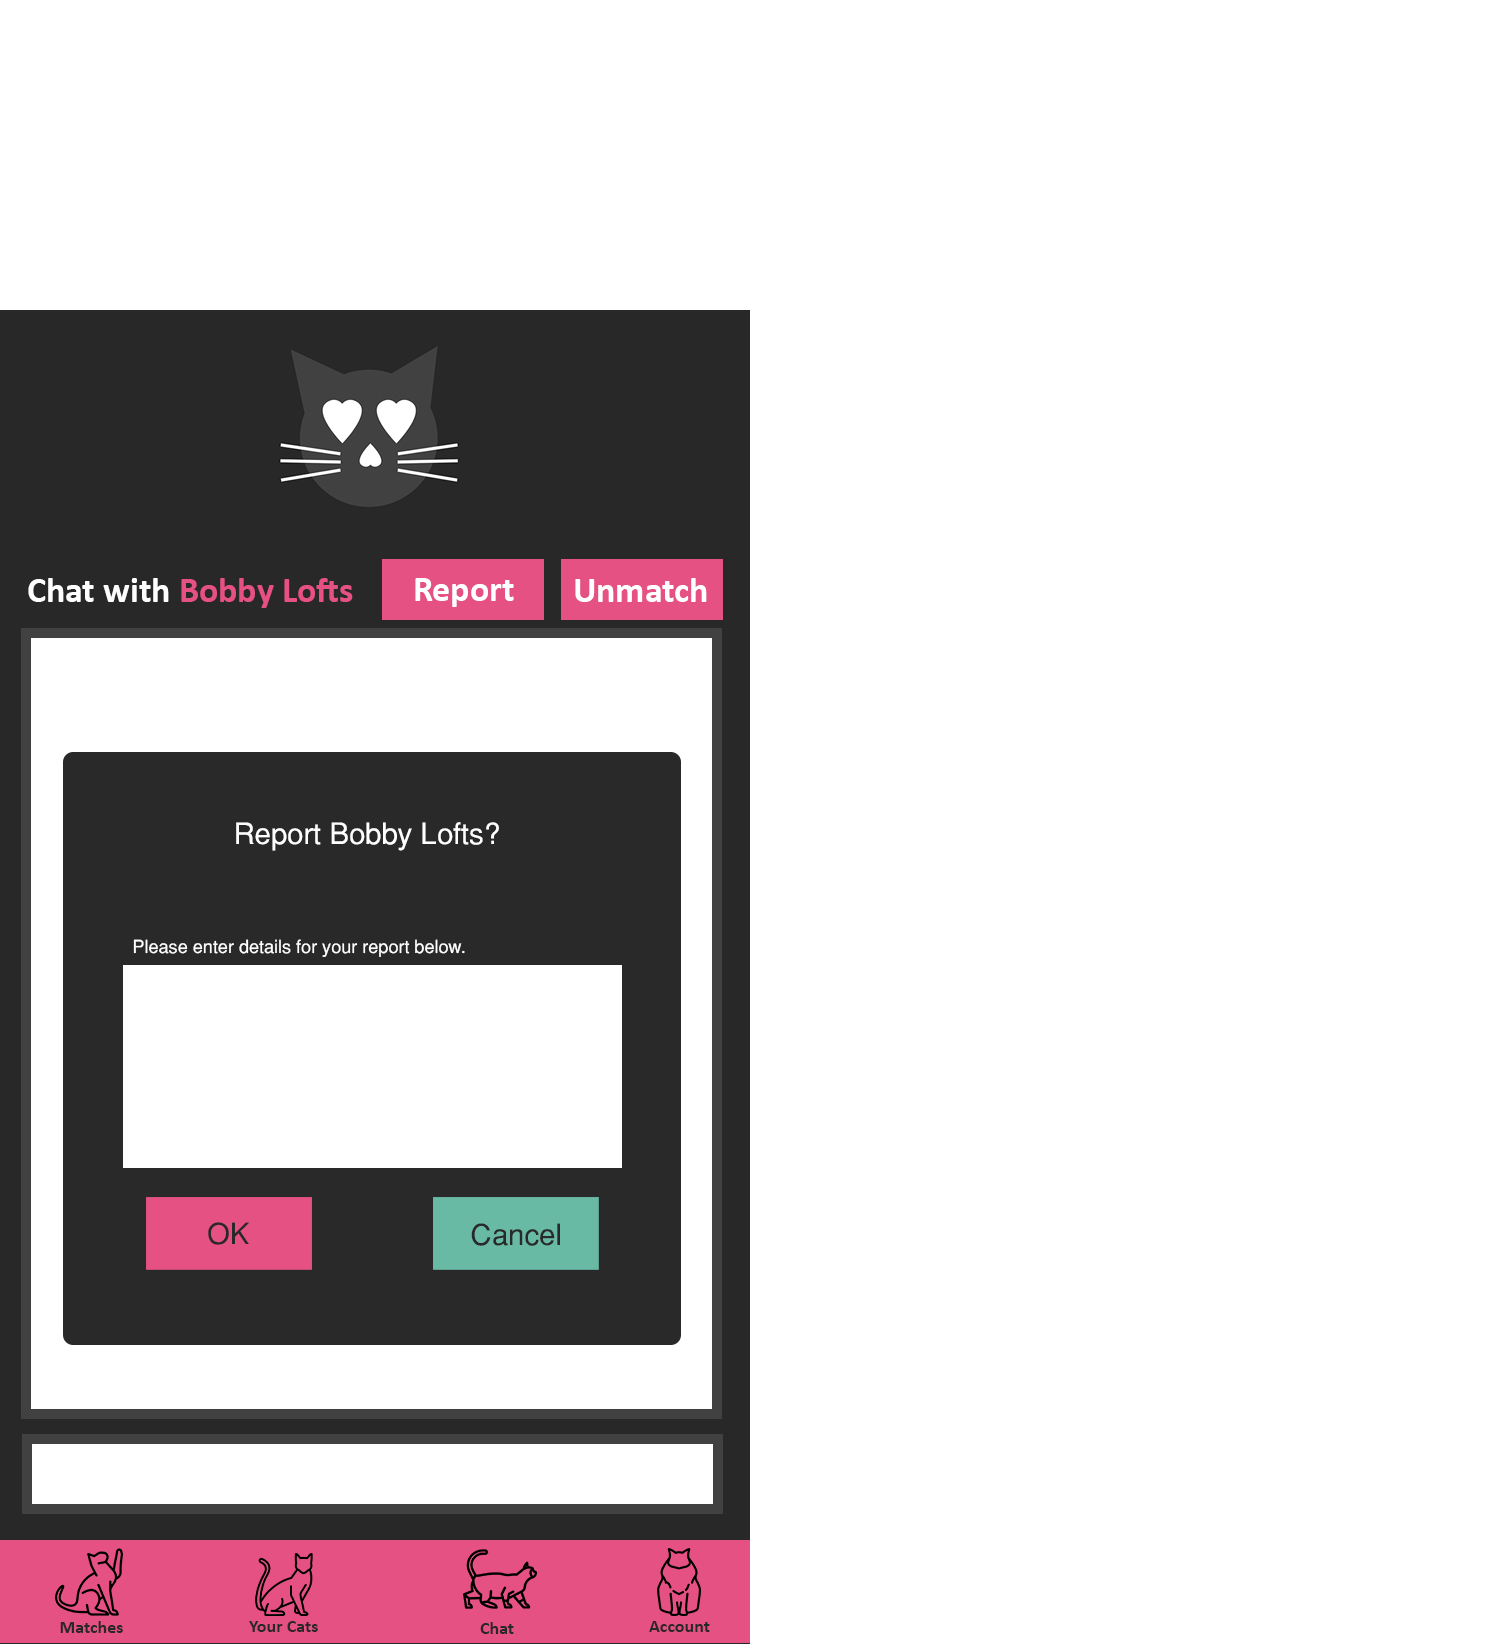 Chat with Bobby Lofts Report Unmatch
Report Bobby Lofts?
Please enter details for your report below.
OK Cancel
Matches Your Cats Chat Account